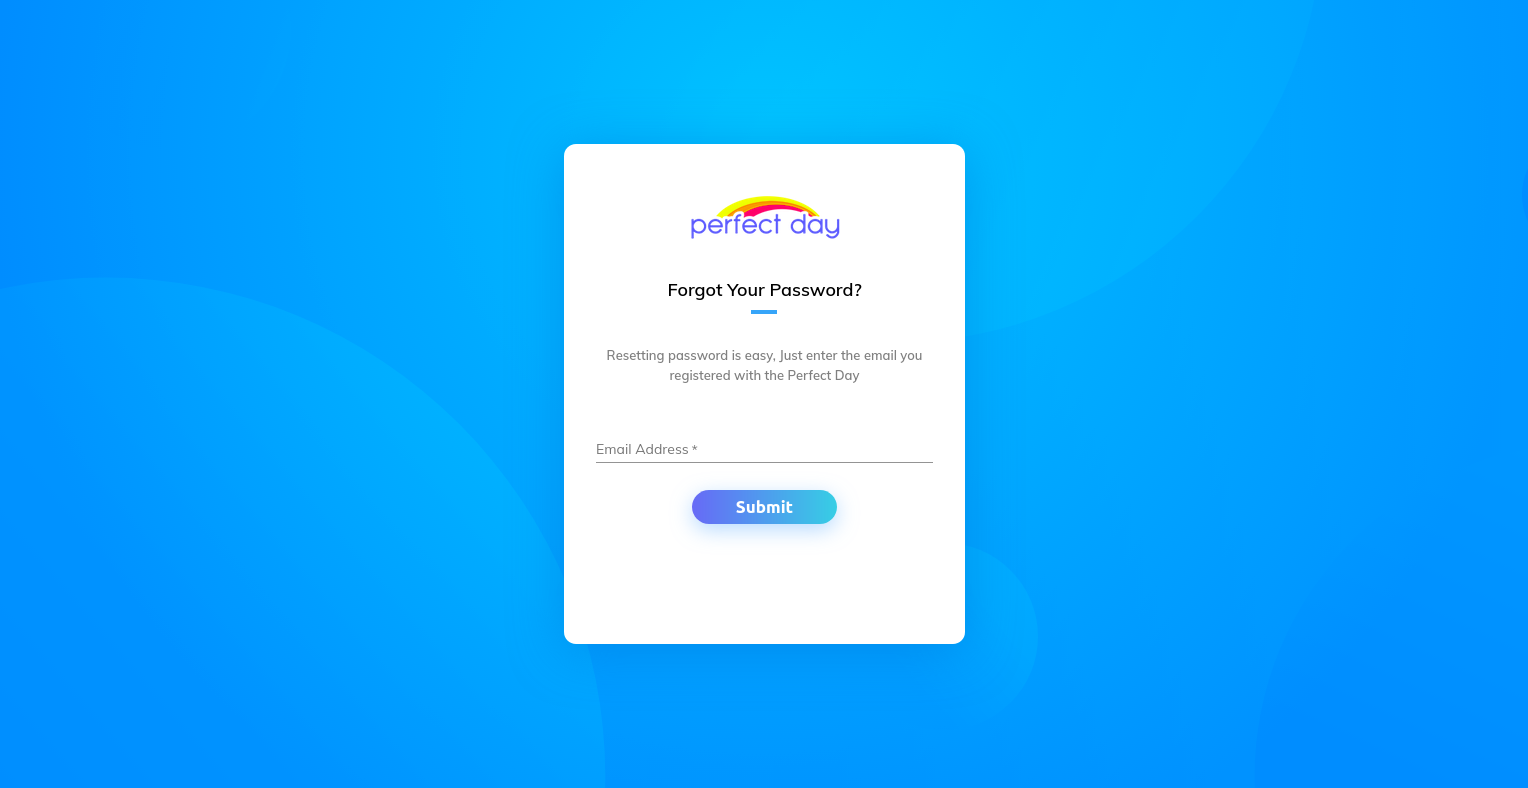 perfect day
Forgot Your Password?
Resetting password is easy, Just enter the email you
registered with the Perfect Day
Email Address *
Submit